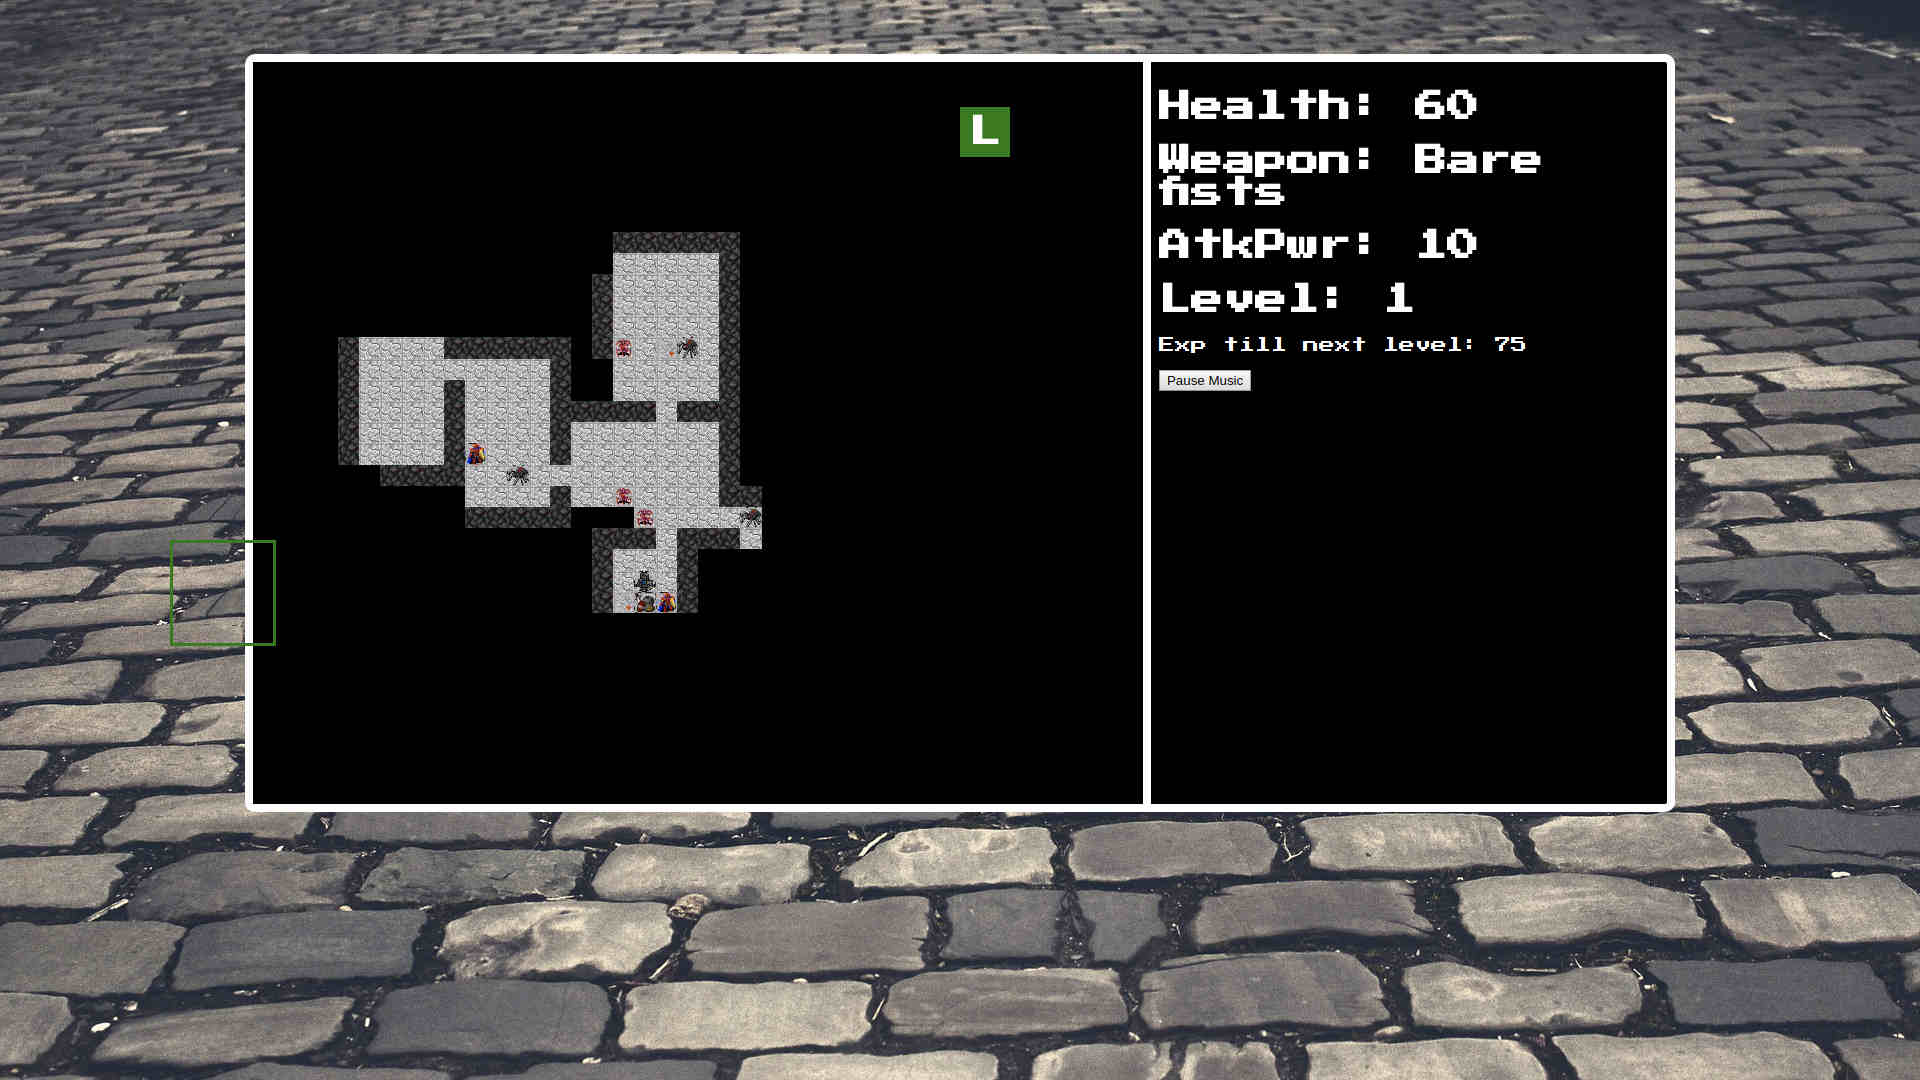 L
Health: 60
Weapon: Bare
fists
AtkPwr: 10
Level: 1
Exp till next level: 75
Pause Music